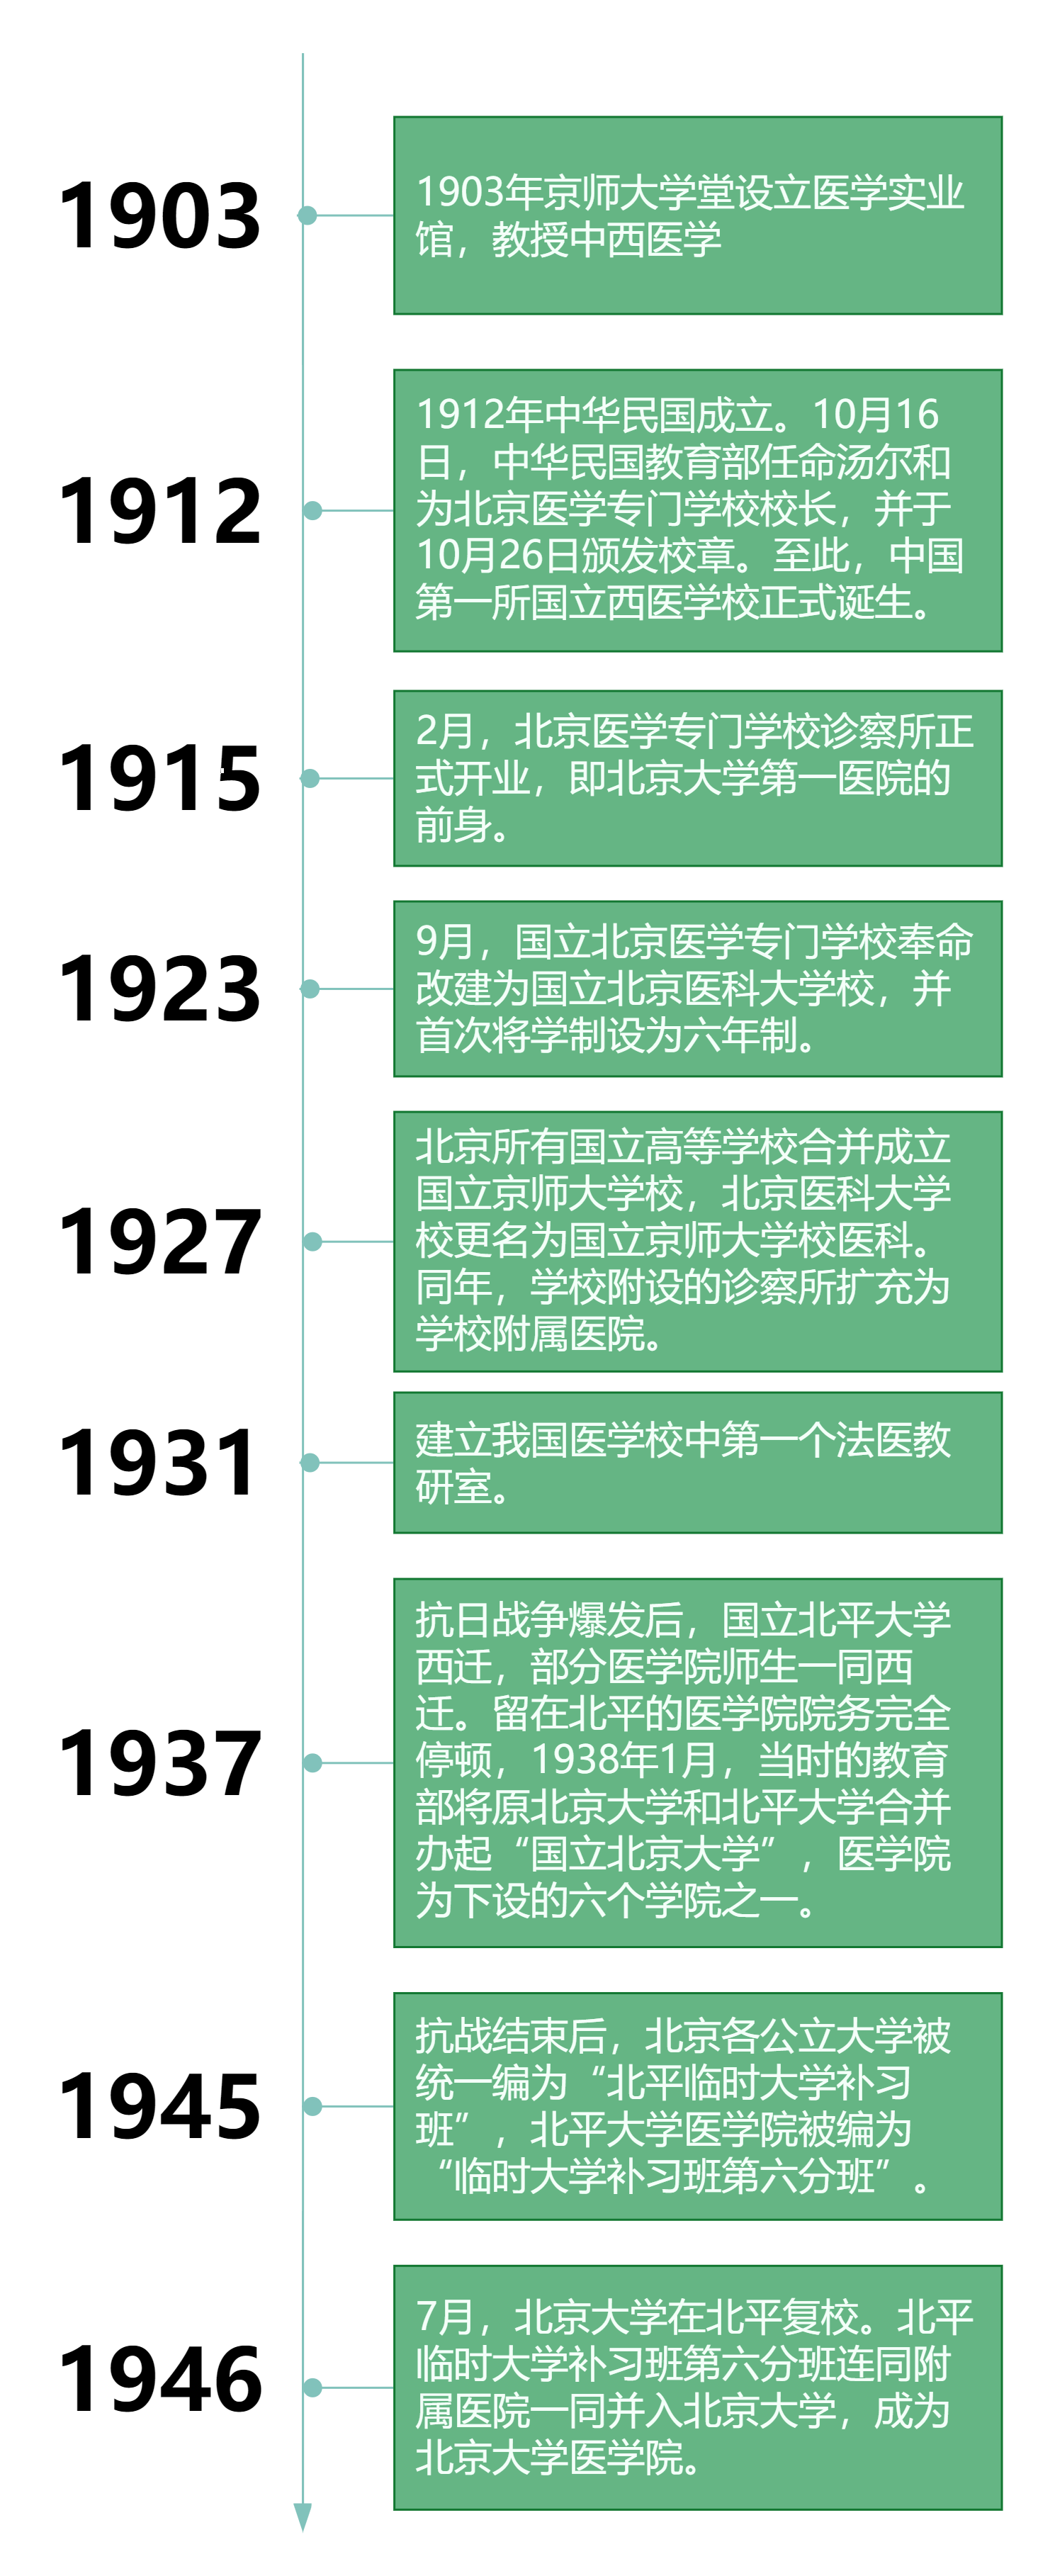 1903
1903年京师大学堂设立医学实业
馆，教授中西医学
1912
1912年中华民国成立。10月16
日，中华民国教育部任命汤尔和
为北京医学专门学校校长，并于
10月26日颁发校章。至此，中国
第一所国立西医学校正式诞生。
1915
2月，北京医学专门学校诊察所正
式开业，即北京大学第一医院的
前身。
1923
9月，国立北京医学专门学校奉命
改建为国立北京医科大学校，并
首次将学制设为六年制。
1927
北京所有国立高等学校合并成立
国立京师大学校，北京医科大学
校更名为国立京师大学校医科。
同年，学校附设的诊察所扩充为
学校附属医院。
1931
建立我国医学校中第一个法医教
研室。
1937
抗日战争爆发后，国立北平大学
西迁，部分医学院师生一同西
迁。留在北平的医学院院务完全
停顿，1938年1月，当时的教育
部将原北京大学和北平大学合并
办起“国立北京大学”，医学院
为下设的六个学院之一。
1945
抗战结束后，北京各公立大学被
统一编为“北平临时大学补习
班”，北平大学医学院被编为
“临时大学补习班第六分班”。
1946
7月，北京大学在北平复校。北平
临时大学补习班第六分班连同附
属医院一同并入北京大学，成为
北京大学医学院。